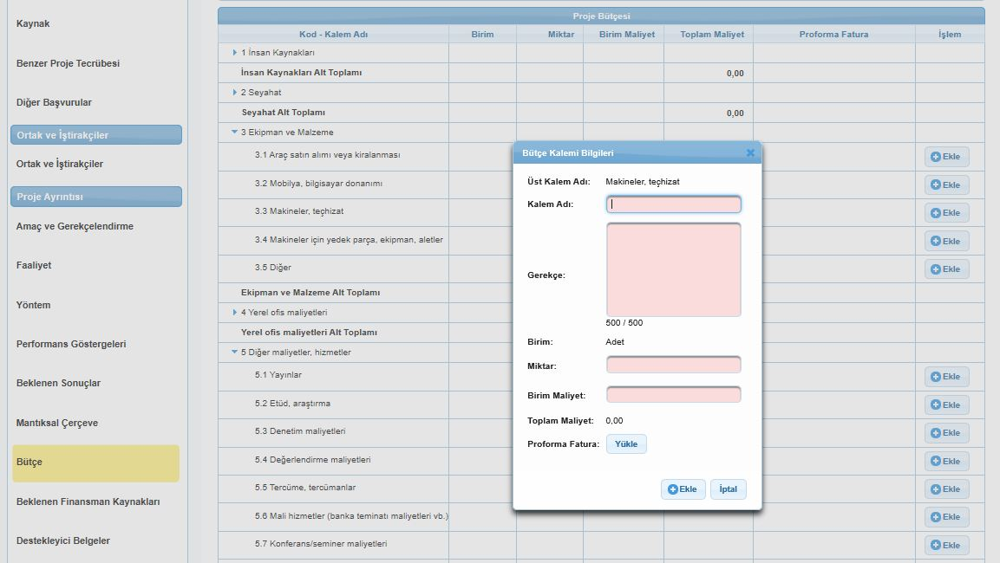 Kaynak
Benzer Proje Tecrübesi
Diğer Başvurular
Ortak ve İştirakçiler
Ortak ve İştirakçiler
Proje Ayrıntısı
Amaç ve Gerekçelendirme
Faaliyet
Yöntem
Performans Göstergeleri
Beklenen Sonuçlar
Mantıksal Çerçeve
Bütçe
Beklenen Finansman Kaynakları
Destekleyici Belgeler
Proje Bütçesi
Kod - Kalem Adı Birim Miktar Birim Maliyet Toplam Maliyet Proforma Fatura İşlem
1 İnsan Kaynakları
İnsan Kaynakları Alt Toplamı 0,00
2 Seyahat
Seyahat Alt Toplamı 0,00
3 Ekipman ve Malzeme
3.1 Araç satın alımı veya kiralanması Ekle
3.2 Mobilya, bilgisayar donanımı Ekle
3.3 Makineler, teçhizat Ekle
3.4 Makineler için yedek parça, ekipman, aletler Ekle
3.5 Diğer Ekle
Ekipman ve Malzeme Alt Toplamı
4 Yerel ofis maliyetleri
Yerel ofis maliyetleri Alt Toplamı
5 Diğer maliyetler, hizmetler
5.1 Yayınlar Ekle
5.2 Etüd, araştırma Ekle
5.3 Denetim maliyetleri Ekle
5.4 Değerlendirme maliyetleri Ekle
5.5 Tercüme, tercümanlar Ekle
5.6 Mali hizmetler (banka teminatı maliyetleri vb.) Ekle
5.7 Konferans/seminer maliyetleri Ekle
Bütçe Kalemi Bilgileri
Üst Kalem Adı: Makineler, teçhizat
Kalem Adı:
Gerekçe:
500 / 500
Birim: Adet
Miktar:
Birim Maliyet:
Toplam Maliyet: 0,00
Proforma Fatura: Yükle
Ekle İptal